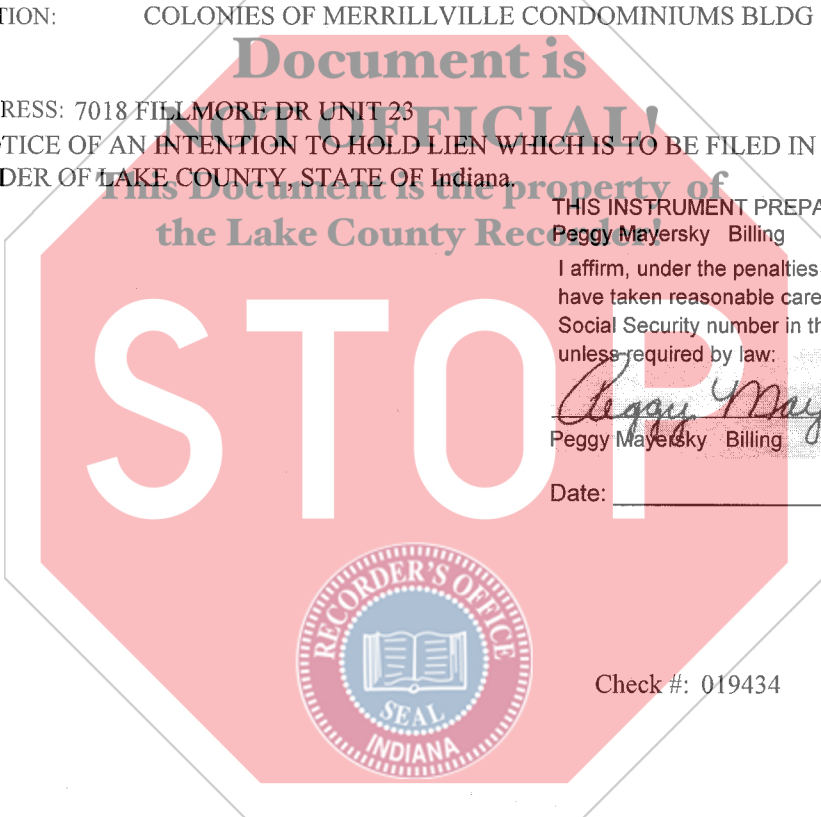 TION: COLONIES OF MERRILLVILLE CONDOMINIUMS BLDG
Document is
RESS: 7018 FILLMORE DR UNIT 23
NOT OFFICIAL!
TICE OF AN INTENTION TO HOLD LIEN WHICH IS TO BE FILED IN
DER OF LAKE COUNTY, STATE OF Indiana.
This Document is the property of
the Lake County Recorder!
THIS INSTRUMENT PREPA
Peggy Mayersky Billing
I affirm, under the penalties
have taken reasonable care
Social Security number in th
unless required by law:
STOP
Peggy May
Peggy Mayersky Billing
Date:
RECORDER'S OFFICE
SEAL
INDIANA
Check #: 019434